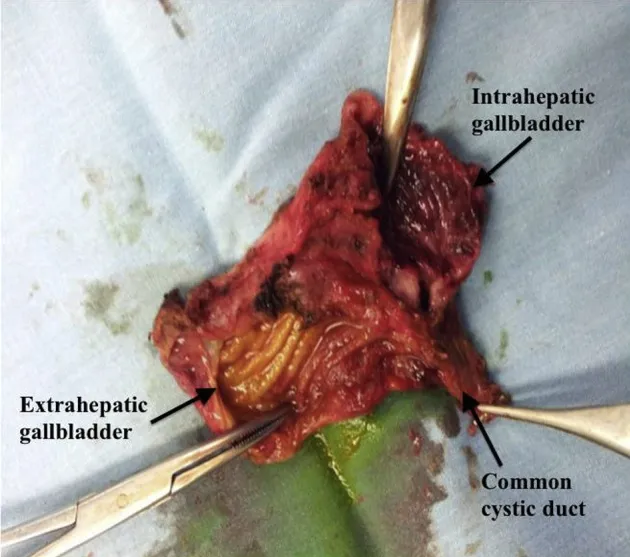 Intrahepatic
gallbladder
Extrahepatic
gallbladder
Common
cystic duct